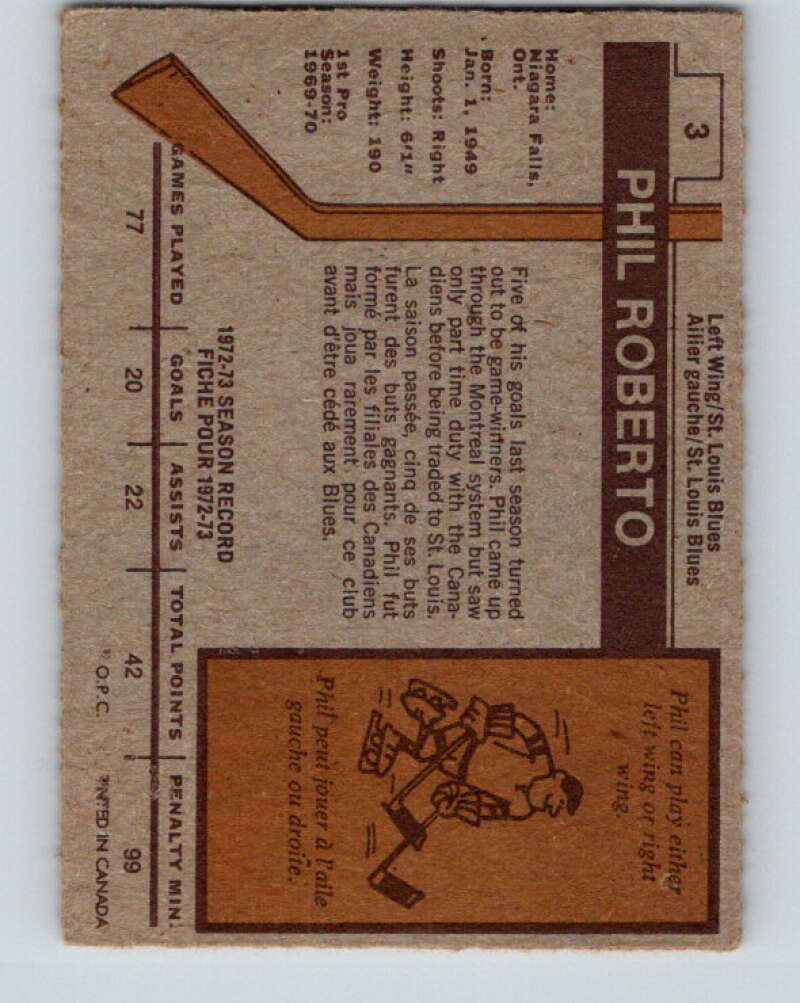 3
Left Wing/St. Louis Blues
Ailier gauche/St. Louis Blues
PHIL ROBERTO
Home:
Niagara Falls,
Ont.
Born:
Jan. 1, 1949
Shoots: Right
Height: 6'1"
Weight: 190
1st Pro
Season:
1969-70
Five of his goals last season turned
out to be game-winners. Phil came up
through the Montreal system but saw
only part time duty with the Cana-
diens before being traded to St. Louis.
La saison passée, cinq de ses buts
furent des buts gagnants. Phil fut
formé par les filiales des Canadiens
mais joua rarement pour ce club
avant d'être cédé aux Blues.
Phil can play either
left wing or right
wing.
Phil peut jouer à l'aile
gauche ou droite.
1972-73 SEASON RECORD
FICHE POUR 1972-73
GAMES PLAYED GOALS ASSISTS TOTAL POINTS PENALTY MIN.
77 20 22 42 99
O.P.C. IN CANADA